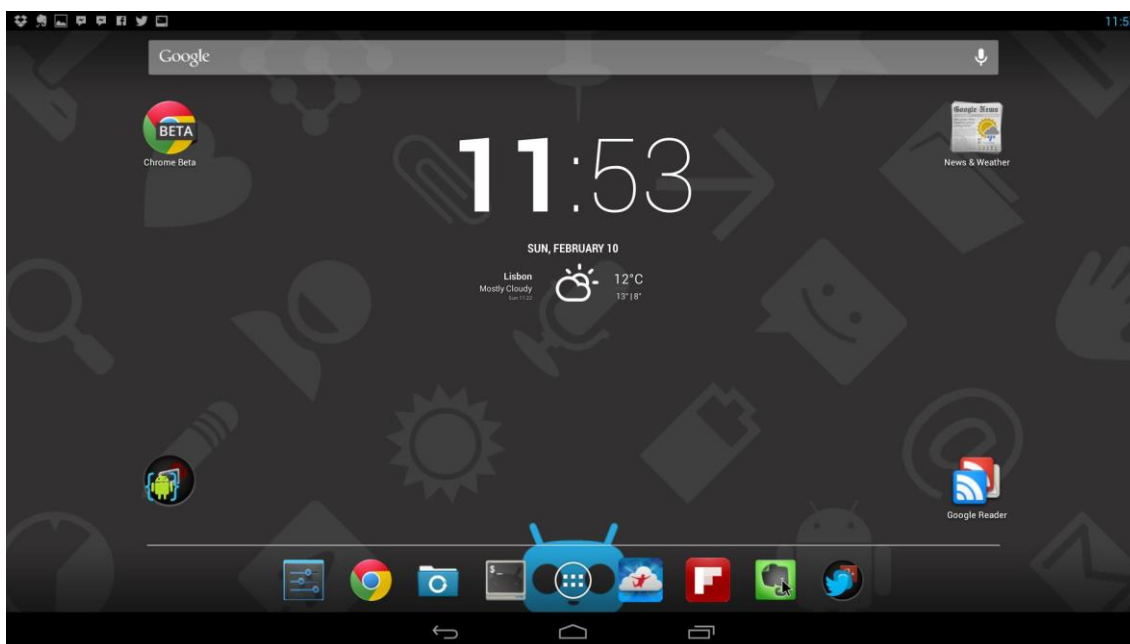 11:5
Google
BETA
Chrome Beta
Google News
News & Weather
11:53
SUN, FEBRUARY 10
Lisbon
Mostly Cloudy
12°C
13° | 8°
Google Reader
$_